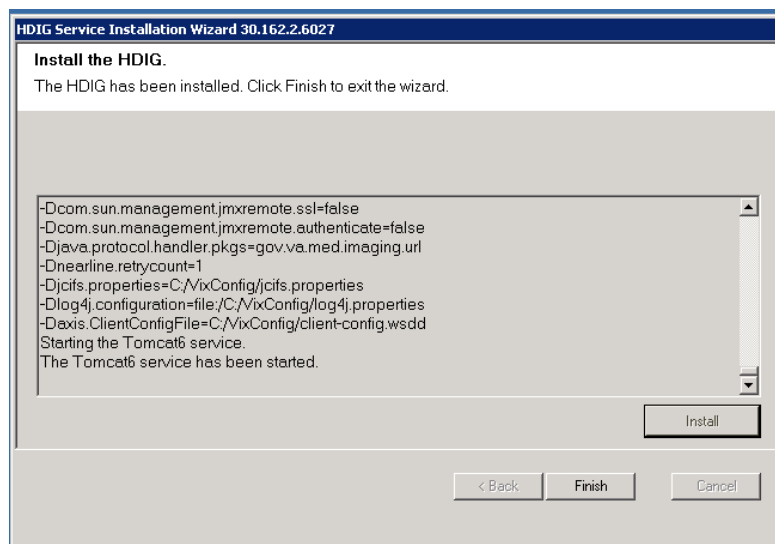 HDIG Service Installation Wizard 30.162.2.6027
Install the HDIG.
The HDIG has been installed. Click Finish to exit the wizard.
-Dcom.sun.management.jmxremote.ssl=false
-Dcom.sun.management.jmxremote.authenticate=false
-Djava.protocol.handler.pkgs=gov.va.med.imaging.url
-Dnearline.retrycount=1
-Djcifs.properties=C:/VixConfig/jcifs.properties
-Dlog4j.configuration=file:/C:/VixConfig/log4j.properties
-Daxis.ClientConfigFile=C:/VixConfig/client-config.wsdd
Starting the Tomcat6 service.
The Tomcat6 service has been started.
Install
< Back Finish Cancel